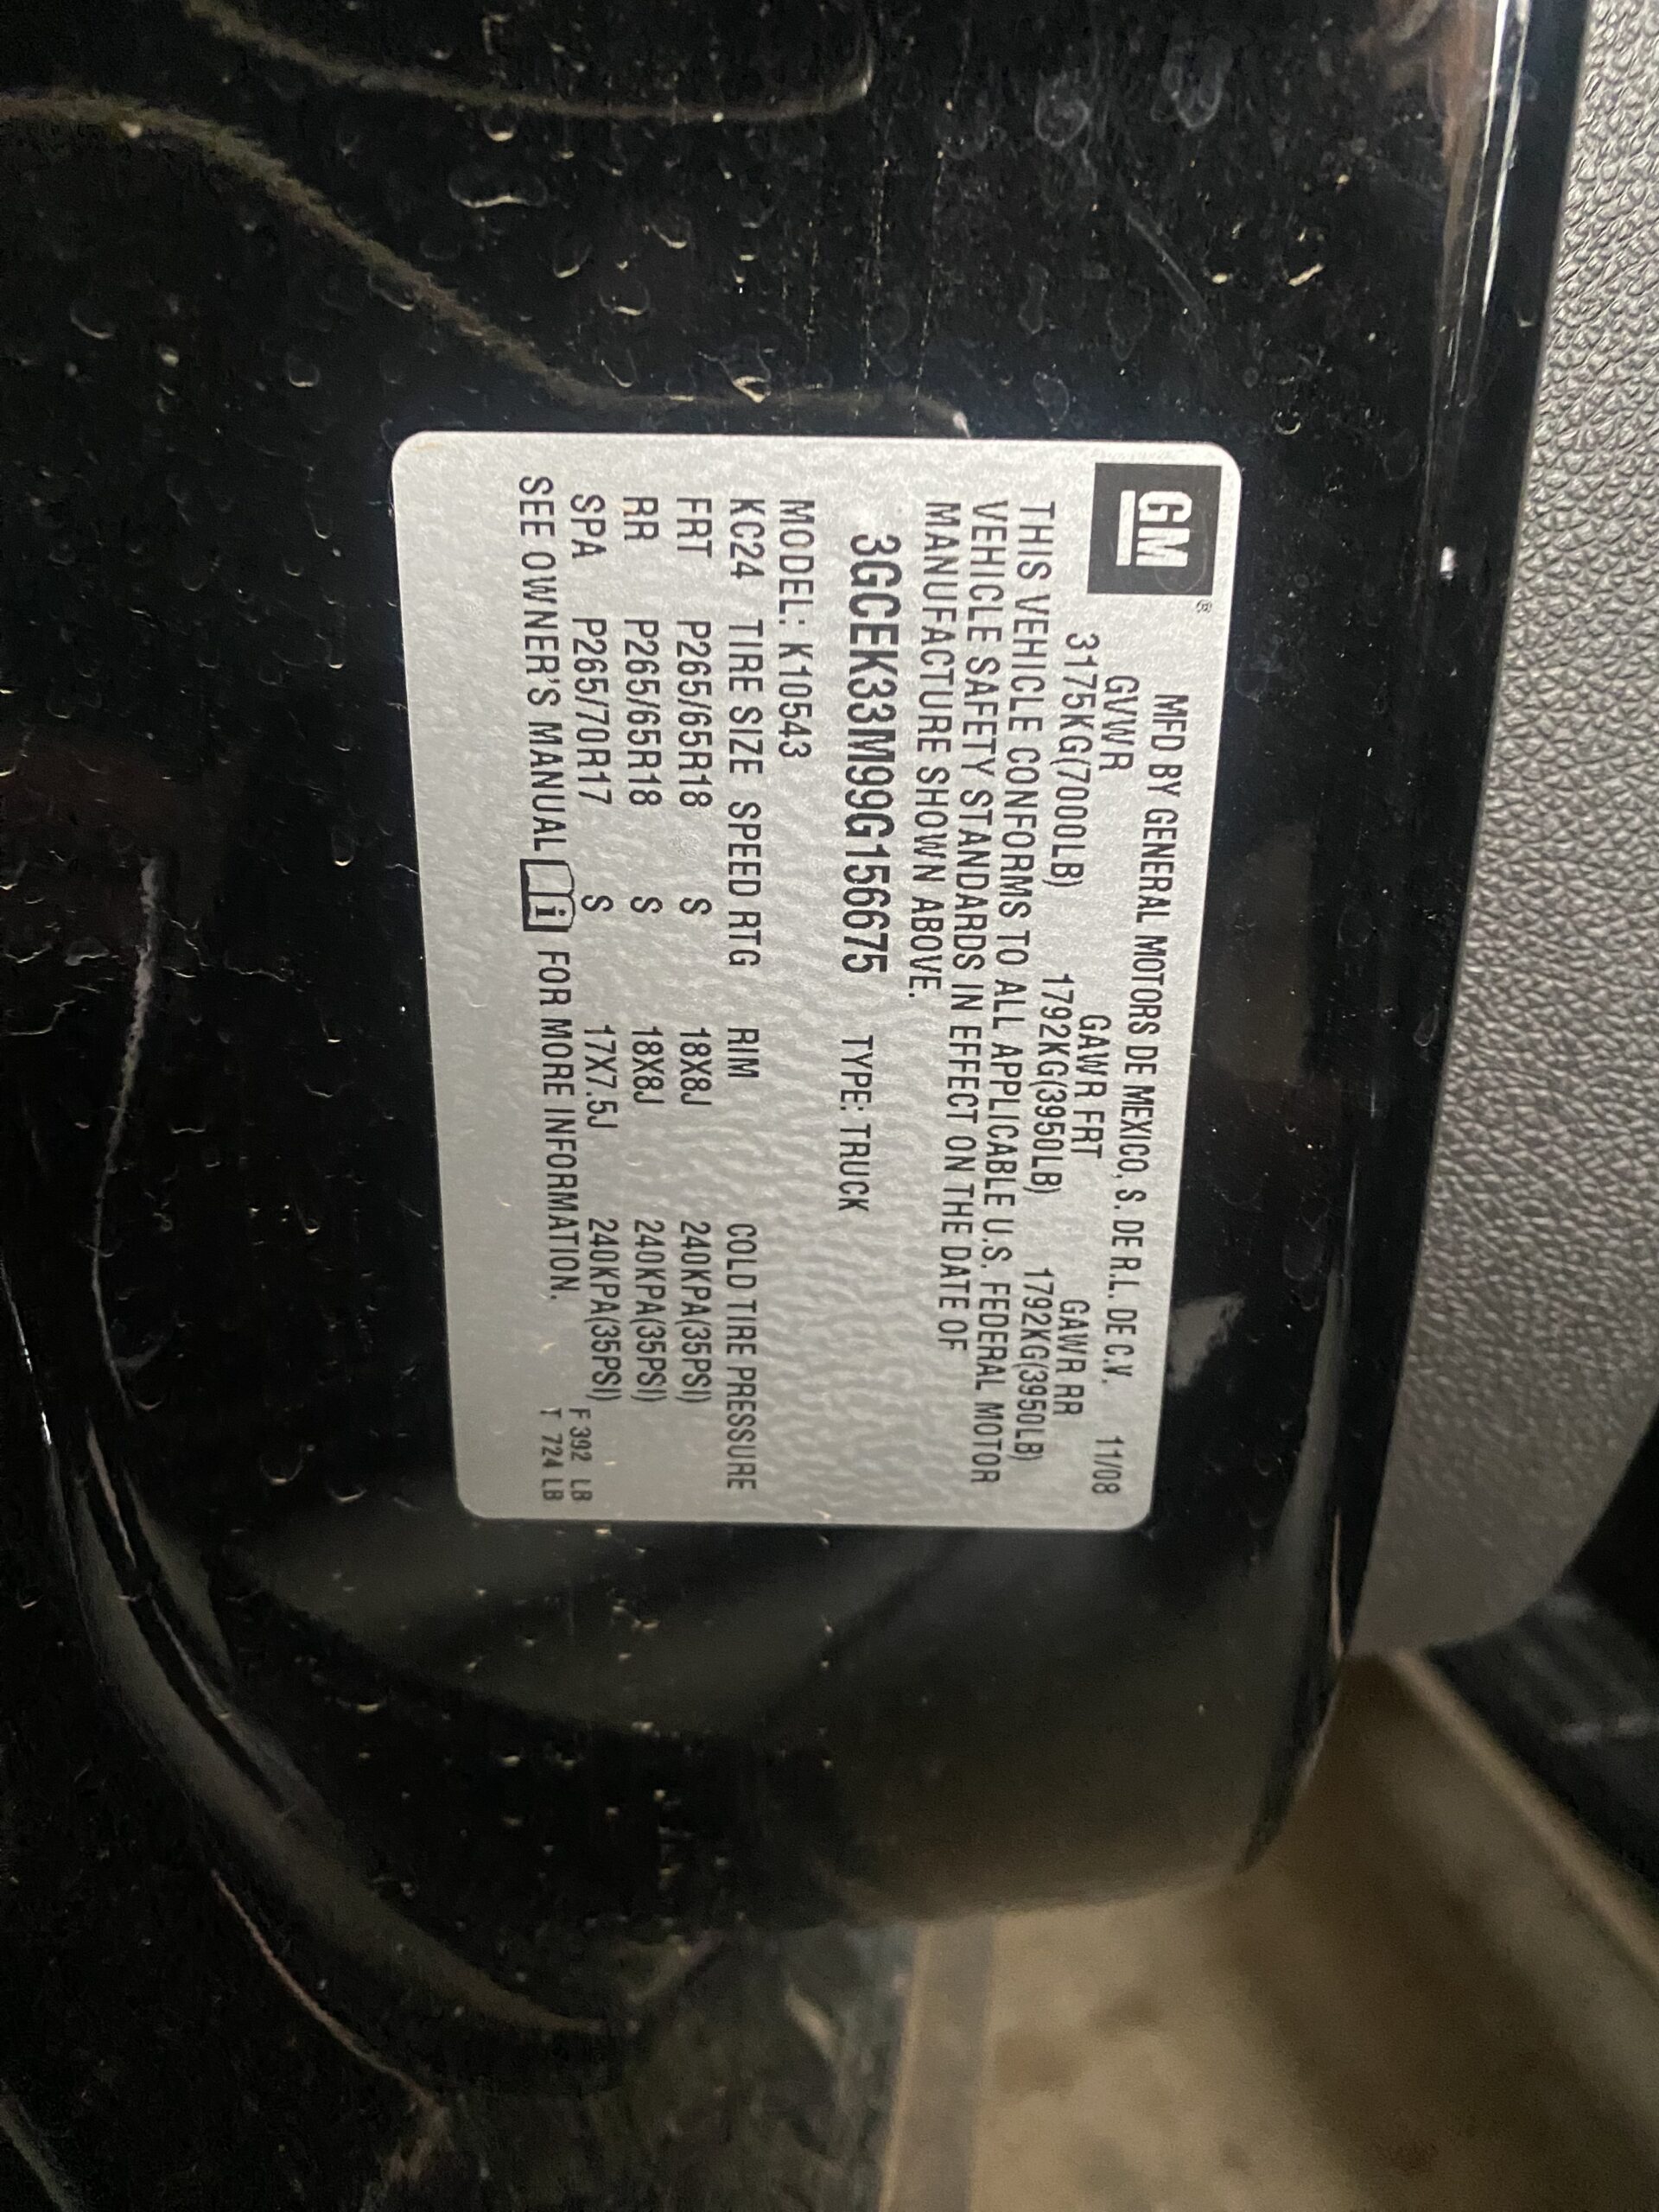 GM ®
MFD BY GENERAL MOTORS DE MEXICO, S. DE R.L. DE C.V. 11/08
GVWR GAWR FRT GAWR RR
3175KG(7000LB) 1792KG(3950LB) 1792KG(3950LB)
THIS VEHICLE CONFORMS TO ALL APPLICABLE U.S. FEDERAL MOTOR
VEHICLE SAFETY STANDARDS IN EFFECT ON THE DATE OF
MANUFACTURE SHOWN ABOVE.
3GCEK33M99G156675 TYPE: TRUCK
MODEL: K10543
KC24 TIRE SIZE SPEED RTG RIM COLD TIRE PRESSURE
FRT P265/65R18 S 18X8J 240KPA(35PSI)
RR P265/65R18 S 18X8J 240KPA(35PSI)
SPA P265/70R17 S 17X7.5J 240KPA(35PSI)
SEE OWNER'S MANUAL i FOR MORE INFORMATION.
F 392 LB
T 724 LB